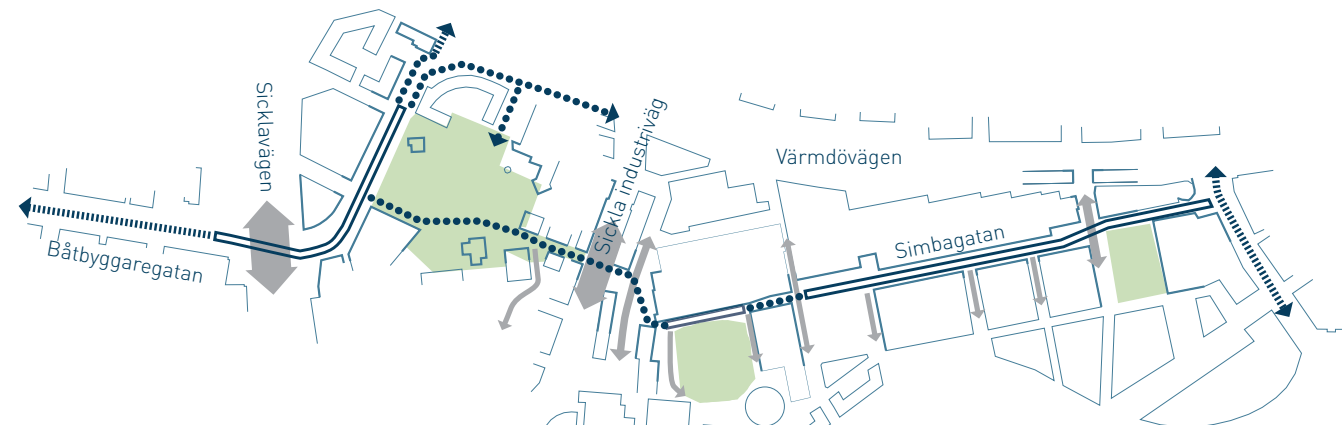 Sicklavägen
Båtbyggaregatan
Sickla industriväg
Värmdövägen
Simbagatan